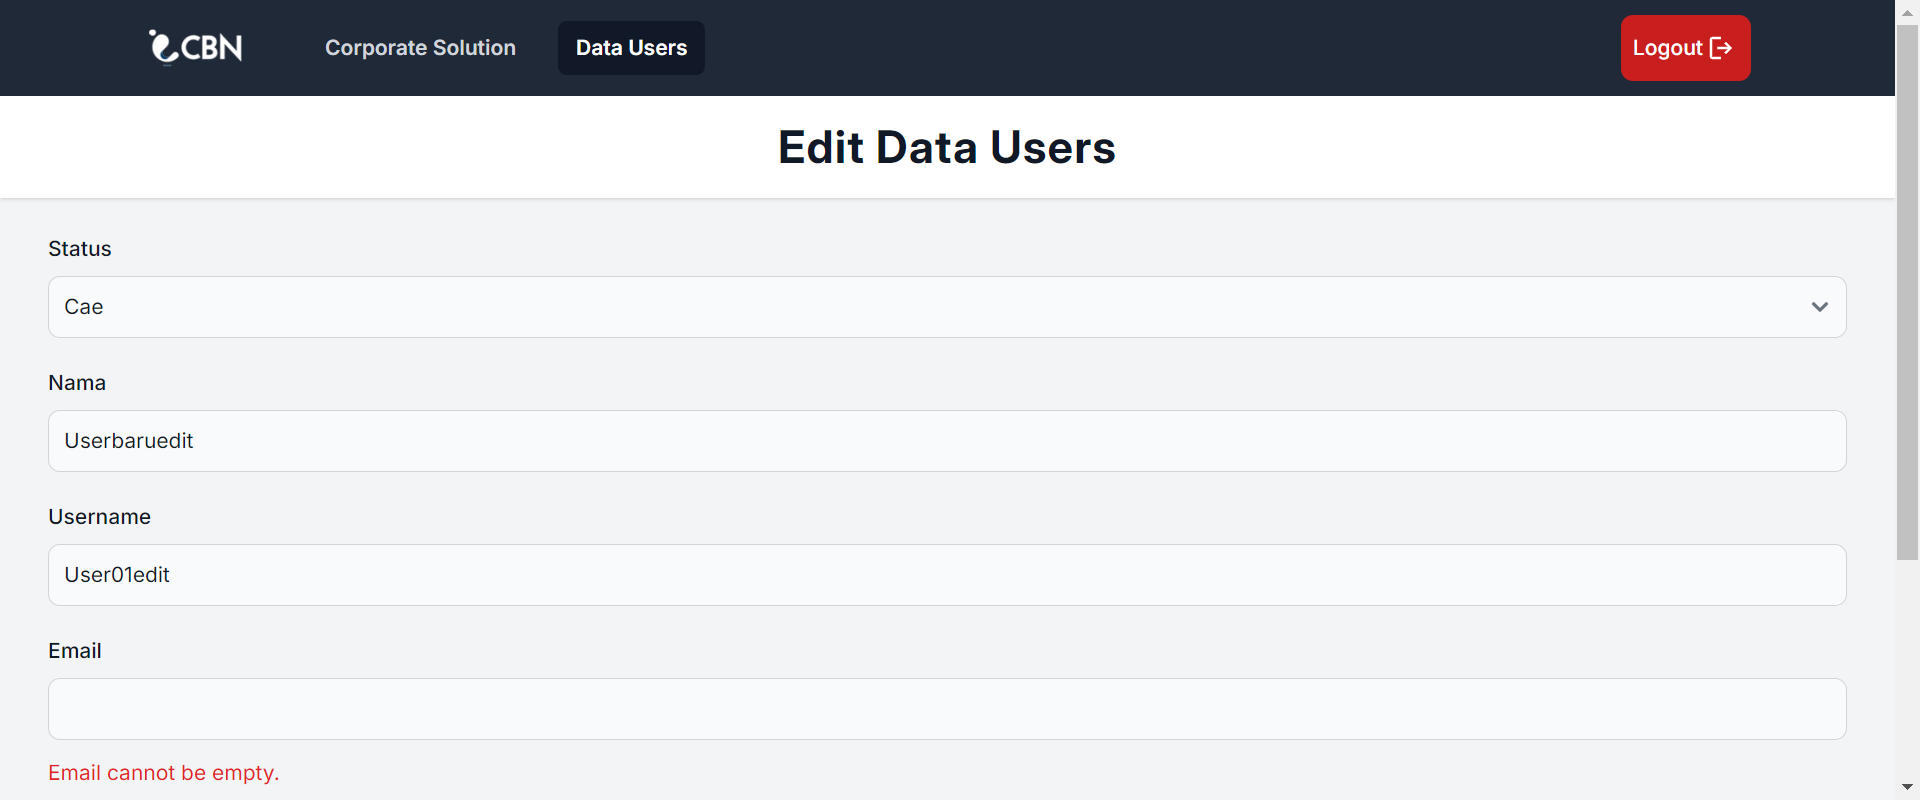 CBN
Corporate Solution
Data Users
Logout
Edit Data Users
Status
Cae
Nama
Userbaruedit
Username
User01edit
Email
Email cannot be empty.